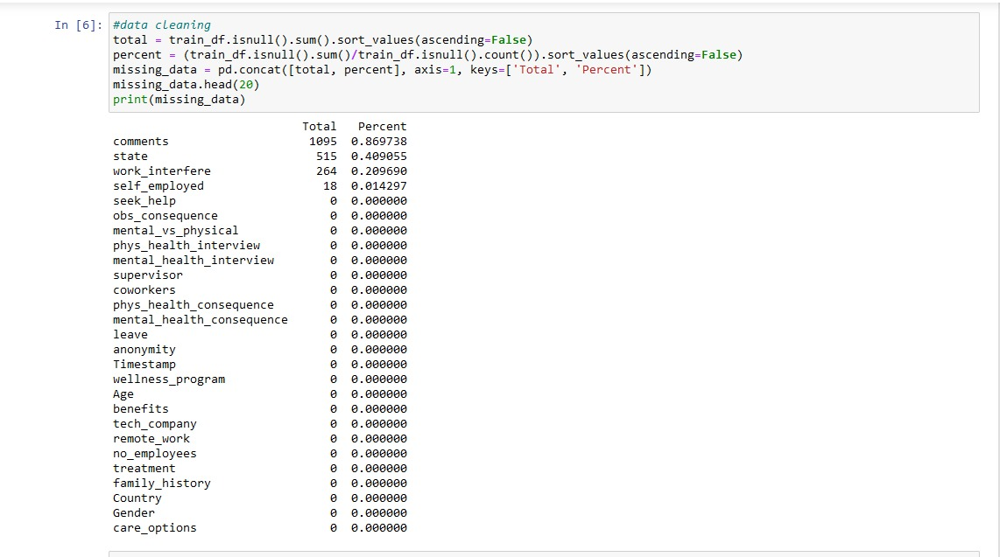 In [6]:
#data cleaning
total = train_df.isnull().sum().sort_values(ascending=False)
percent = (train_df.isnull().sum()/train_df.isnull().count()).sort_values(ascending=False)
missing_data = pd.concat([total, percent], axis=1, keys=['Total', 'Percent'])
missing_data.head(20)
print(missing_data)
Total Percent
comments 1095 0.869738
state 515 0.409055
work_interfere 264 0.209690
self_employed 18 0.014297
seek_help 0 0.000000
obs_consequence 0 0.000000
mental_vs_physical 0 0.000000
phys_health_interview 0 0.000000
mental_health_interview 0 0.000000
supervisor 0 0.000000
coworkers 0 0.000000
phys_health_consequence 0 0.000000
mental_health_consequence 0 0.000000
leave 0 0.000000
anonymity 0 0.000000
Timestamp 0 0.000000
wellness_program 0 0.000000
Age 0 0.000000
benefits 0 0.000000
tech_company 0 0.000000
remote_work 0 0.000000
no_employees 0 0.000000
treatment 0 0.000000
family_history 0 0.000000
Country 0 0.000000
Gender 0 0.000000
care_options 0 0.000000